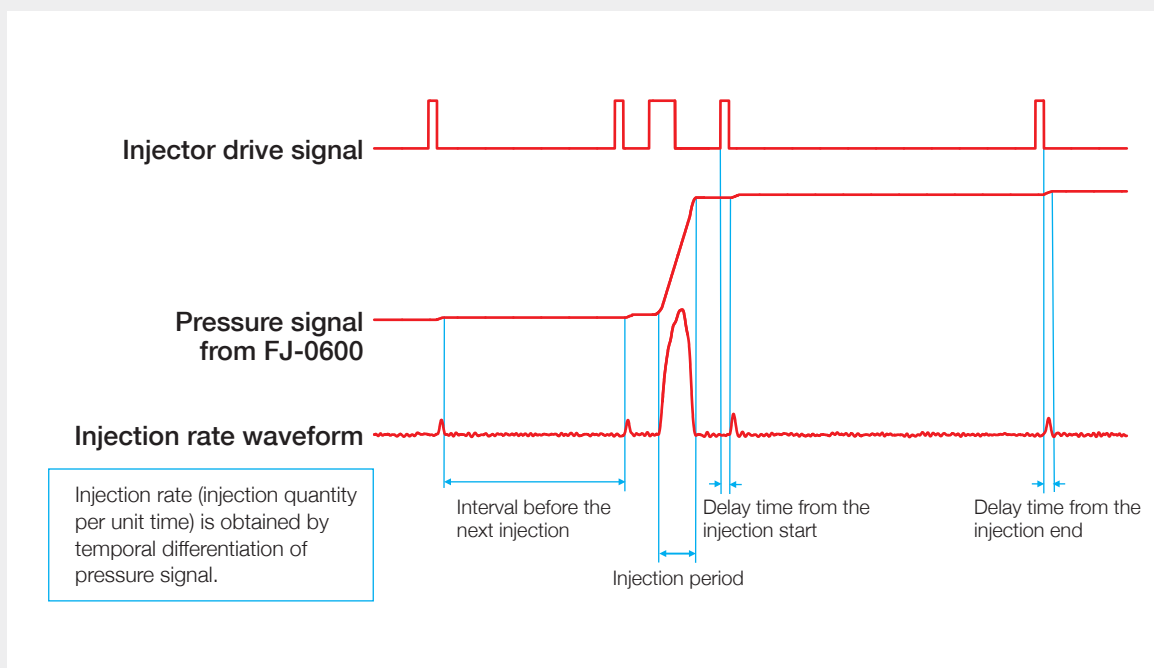 Injector drive signal
Pressure signal
from FJ-0600
Injection rate waveform
Injection rate (injection quantity
per unit time) is obtained by
temporal differentiation of
pressure signal.
Interval before the
next injection
Injection period
Delay time from the
injection start
Delay time from the
injection end